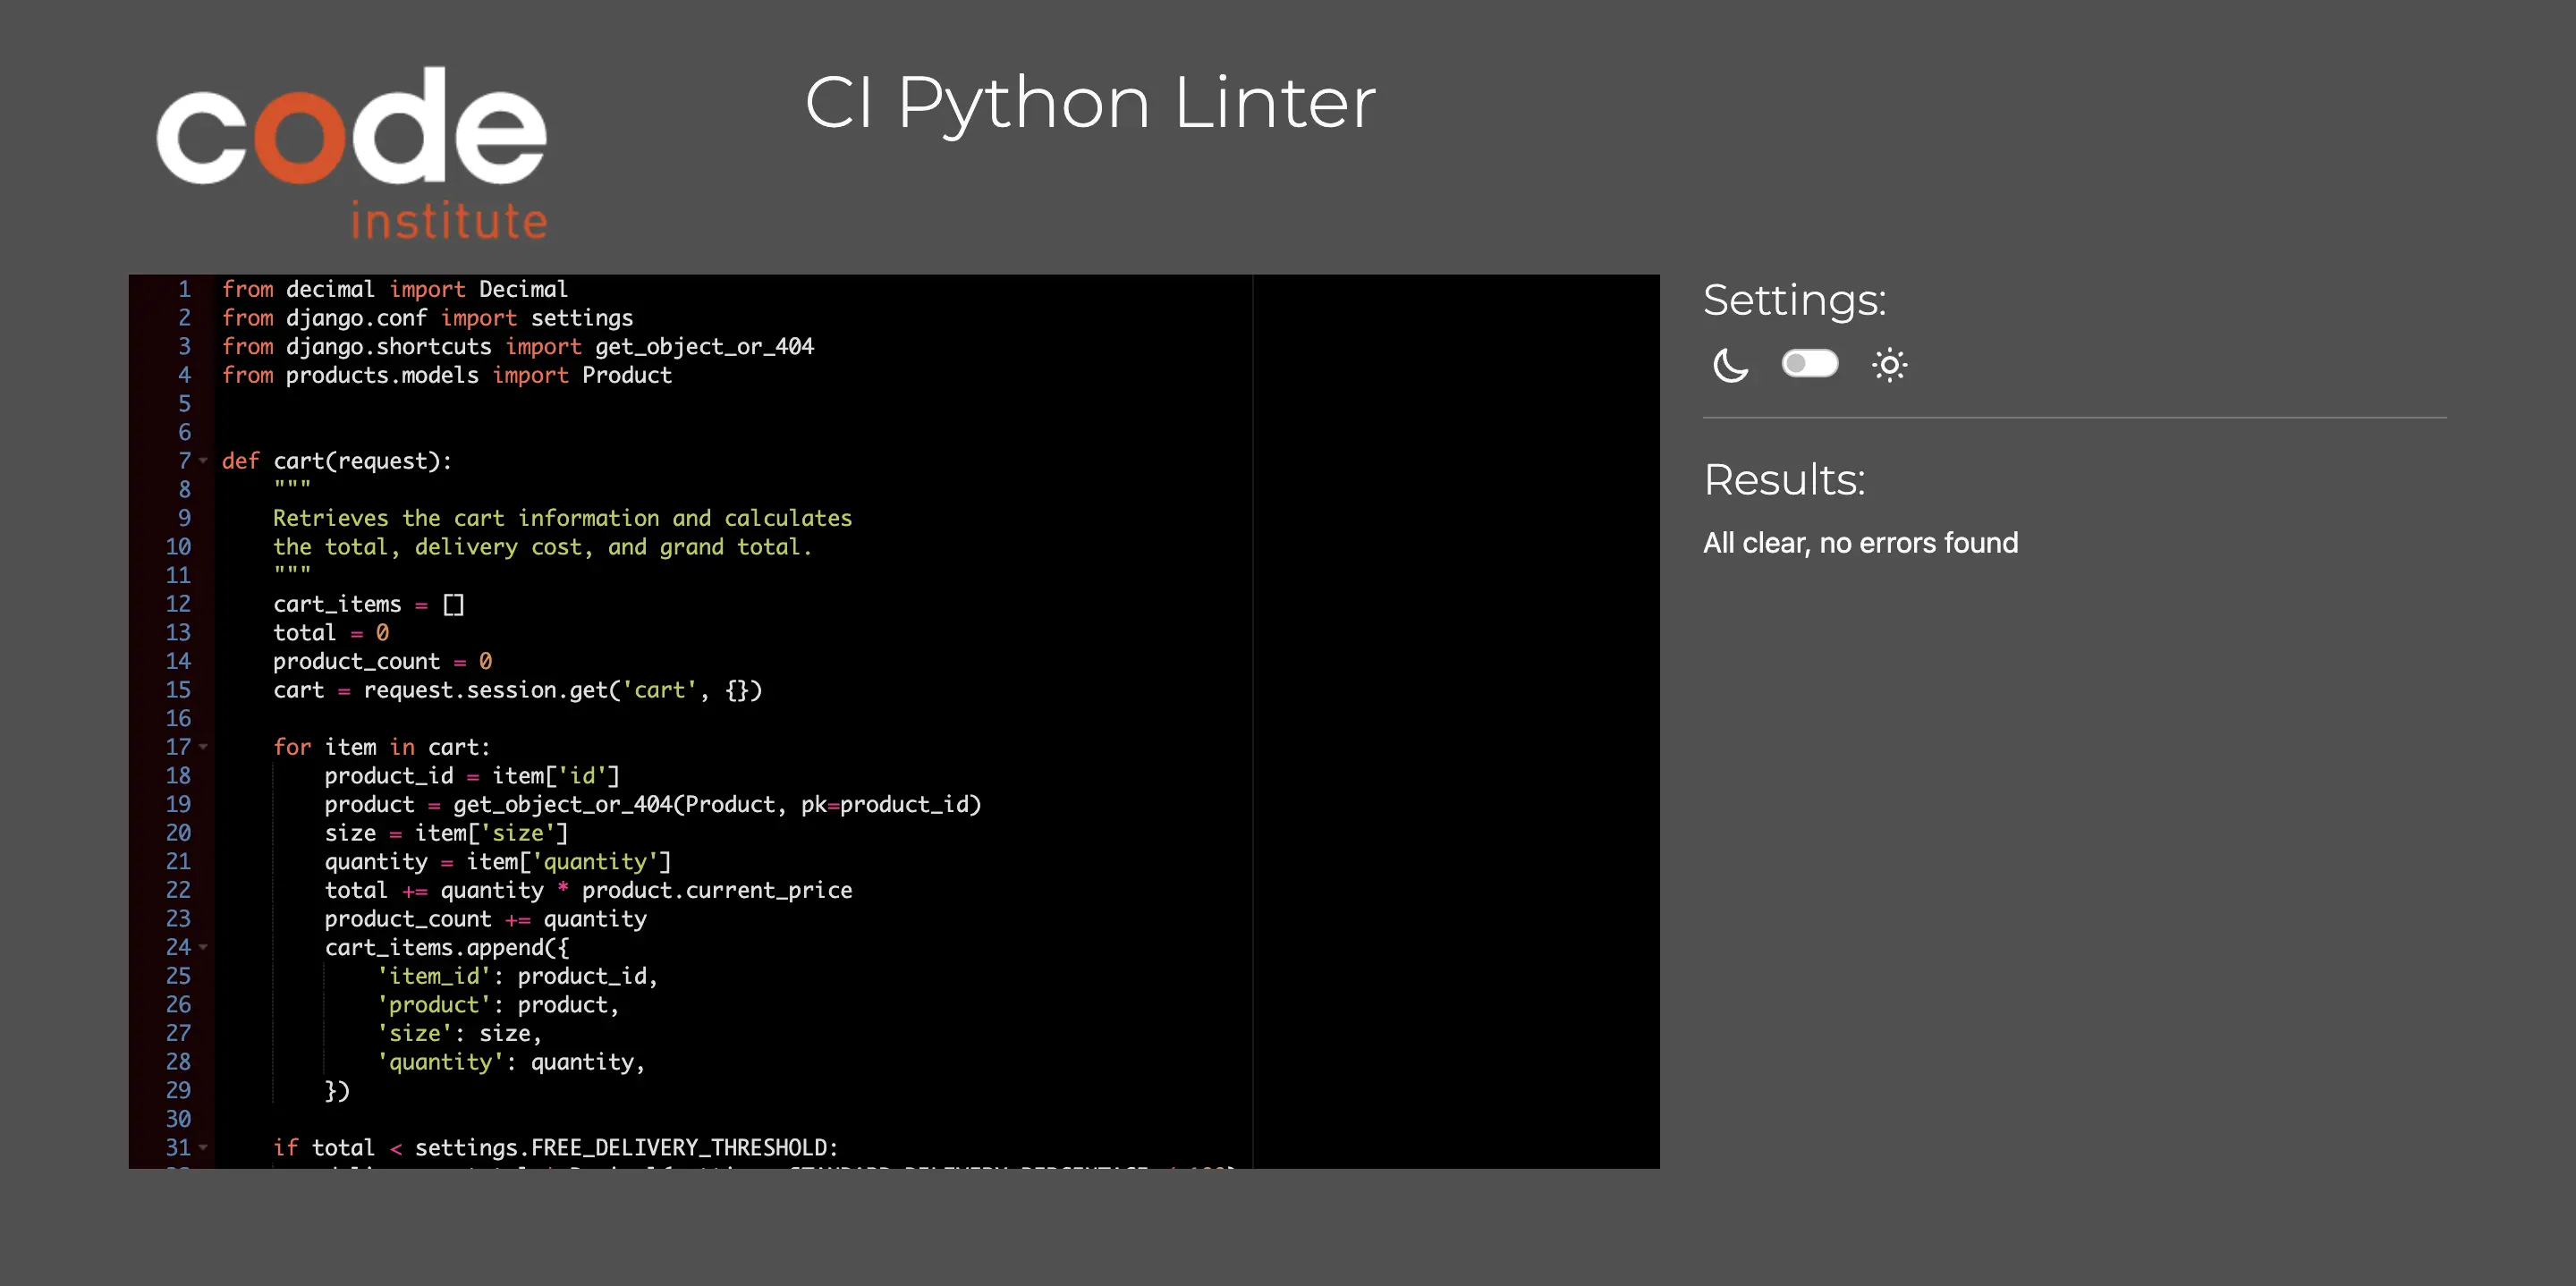 code
institute
CI Python Linter
1 from decimal import Decimal
2 from django.conf import settings
3 from django.shortcuts import get_object_or_404
4 from products.models import Product
5
6
7 def cart(request):
8 """
9 Retrieves the cart information and calculates
10 the total, delivery cost, and grand total.
11 """
12 cart_items = []
13 total = 0
14 product_count = 0
15 cart = request.session.get('cart', {})
16
17 for item in cart:
18 product_id = item['id']
19 product = get_object_or_404(Product, pk=product_id)
20 size = item['size']
21 quantity = item['quantity']
22 total += quantity * product.current_price
23 product_count += quantity
24 cart_items.append({
25 'item_id': product_id,
26 'product': product,
27 'size': size,
28 'quantity': quantity,
29 })
30
31 if total < settings.FREE_DELIVERY_THRESHOLD:
Settings:
Results:
All clear, no errors found